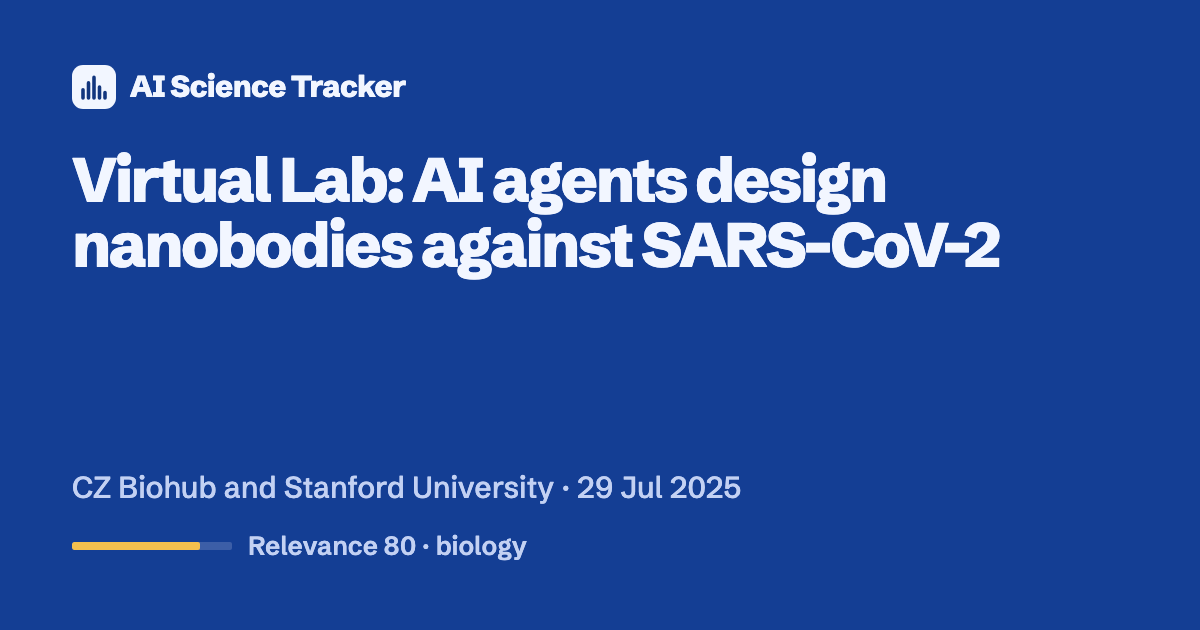 AI Science Tracker
Virtual Lab: AI agents design
nanobodies against SARS-CoV-2
CZ Biohub and Stanford University · 29 Jul 2025
Relevance 80 · biology